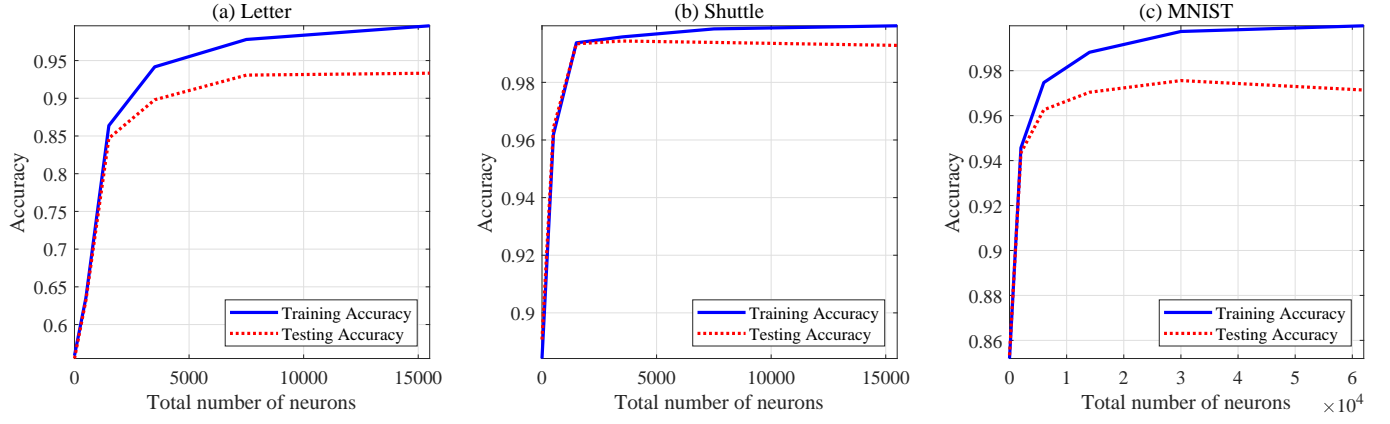 (a) Letter
Accuracy
0.95
0.9
0.85
0.8
0.75
0.7
0.65
0.6
Training Accuracy
Testing Accuracy
0 5000 10000 15000
Total number of neurons
(b) Shuttle
Accuracy
0.98
0.96
0.94
0.92
0.9
Training Accuracy
Testing Accuracy
0 5000 10000 15000
Total number of neurons
(c) MNIST
Accuracy
0.98
0.96
0.94
0.92
0.9
0.88
0.86
Training Accuracy
Testing Accuracy
0 1 2 3 4 5 6
Total number of neurons ×10⁴